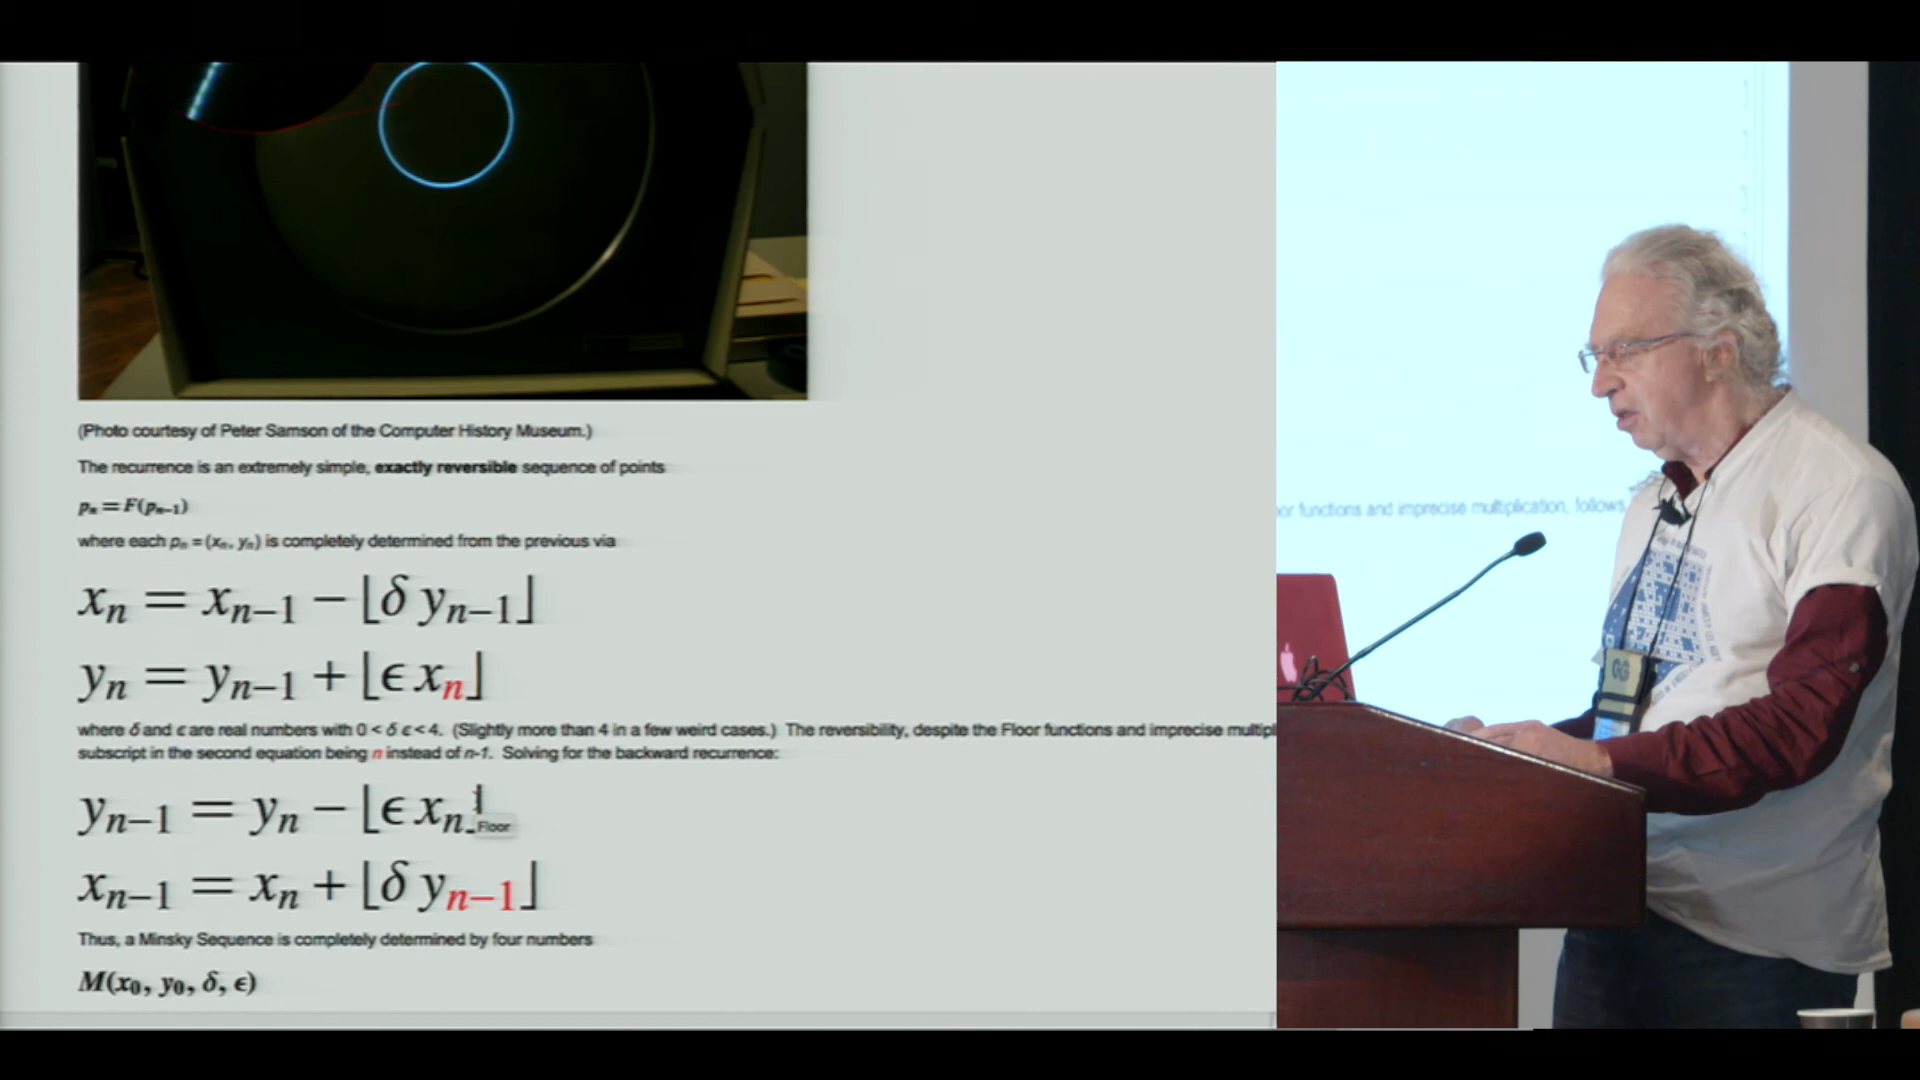 (Photo courtesy of Peter Samson of the Computer History Museum.)
The recurrence is an extremely simple, exactly reversible sequence of points
pₙ = F(pₙ₋₁)
where each pₙ = (xₙ, yₙ) is completely determined from the previous via
xₙ = xₙ₋₁ − ⌊δ yₙ₋₁⌋
yₙ = yₙ₋₁ + ⌊ϵ xₙ⌋
where δ and ϵ are real numbers with 0 < δ ϵ < 4. (Slightly more than 4 in a few weird cases.) The reversibility, despite the Floor functions and imprecise multipl
subscript in the second equation being n instead of n-1. Solving for the backward recurrence:
yₙ₋₁ = yₙ − ⌊ϵ xₙ⌋
Floor
xₙ₋₁ = xₙ + ⌊δ yₙ₋₁⌋
Thus, a Minsky Sequence is completely determined by four numbers
M(x₀, y₀, δ, ϵ)
or functions and imprecise multiplication, follows